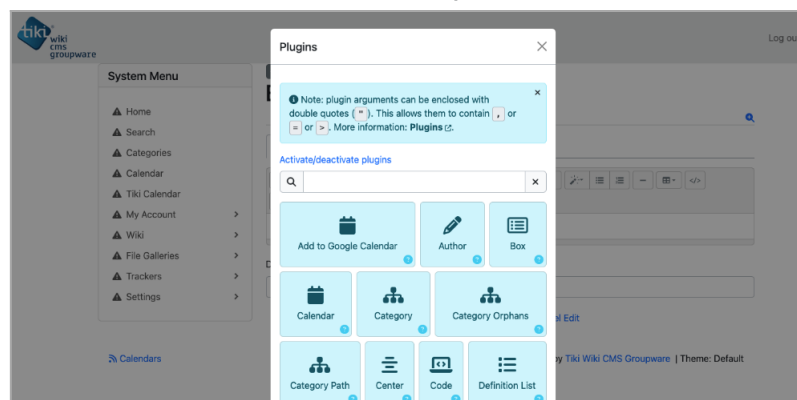 tiki
wiki
cms
groupware
Log ou
Plugins
System Menu
Note: plugin arguments can be enclosed with
double quotes ( " ). This allows them to contain , or
= or > . More information: Plugins .
Home
Search
Categories
Calendar
Tiki Calendar
My Account
Wiki
File Galleries
Trackers
Settings
Activate/deactivate plugins
Add to Google Calendar
Author
Box
Calendar
Category
Category Orphans
Category Path
Center
Code
Definition List
l Edit
Calendars
by Tiki Wiki CMS Groupware | Theme: Default